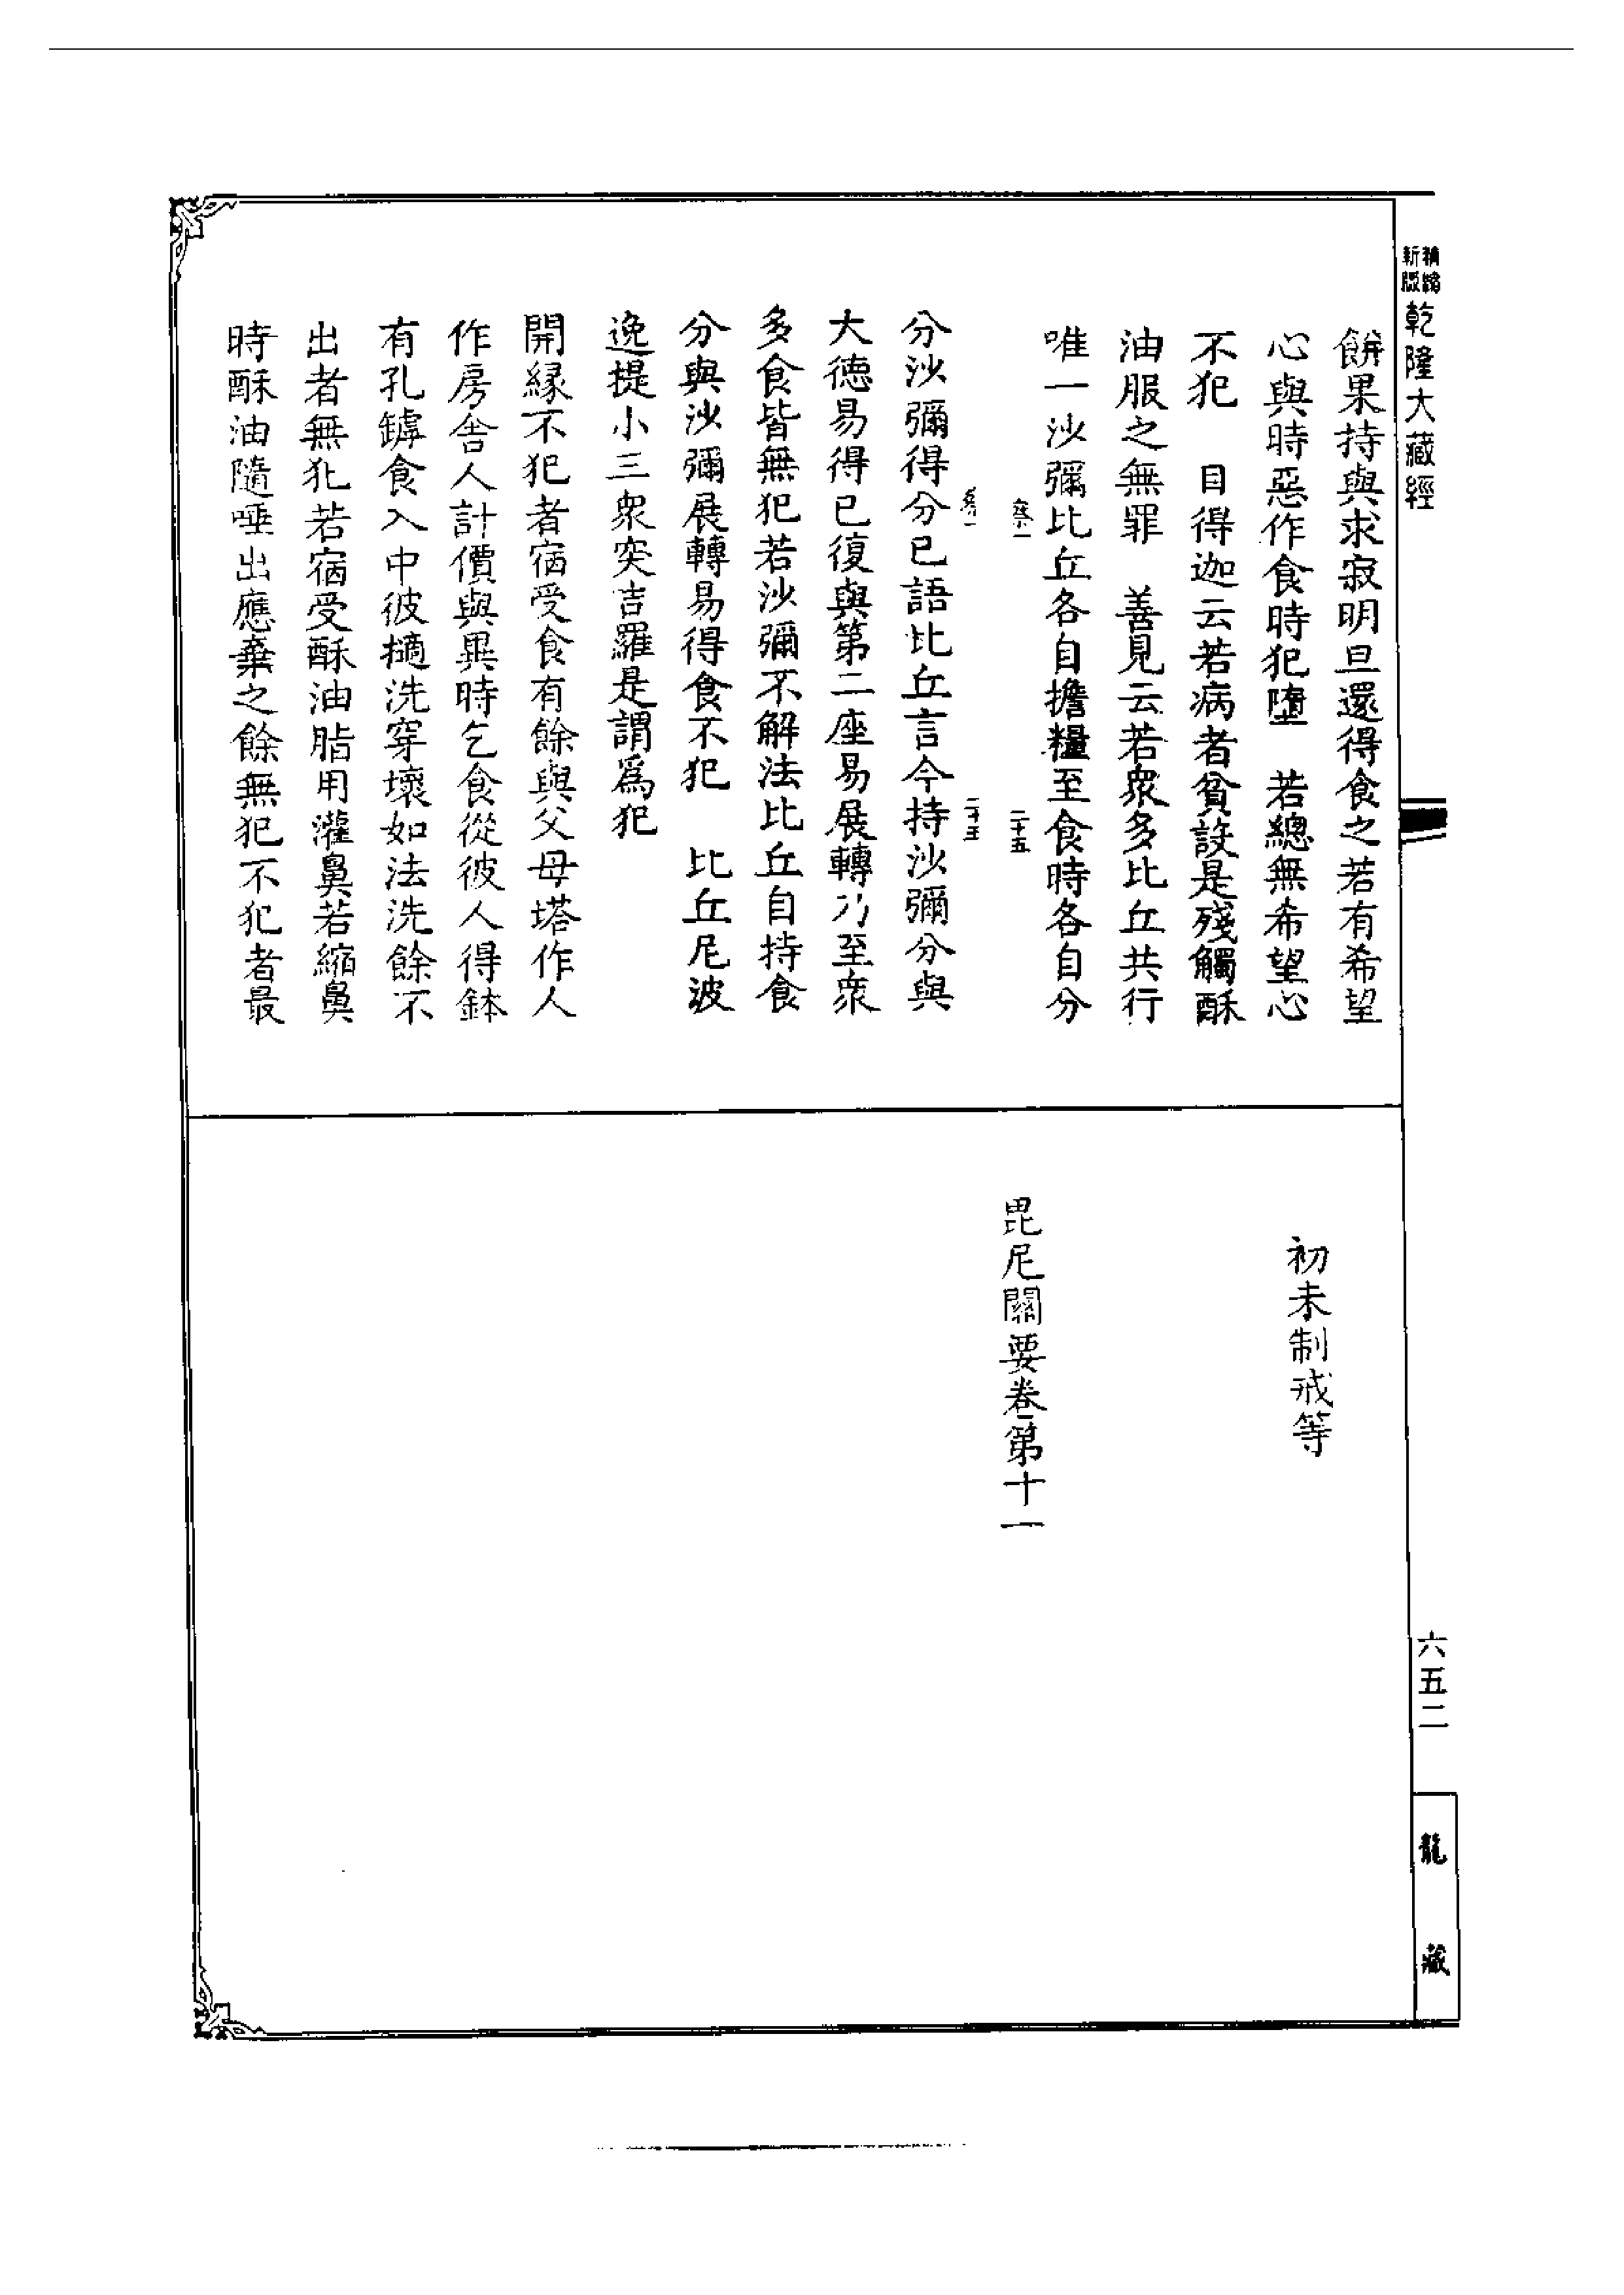 新版精縮乾隆大藏經
餅果持與求寂明旦還得食之若有希望
心與時惡作食時犯墮　若總無希望心
不犯　目得迦云若病者貧設是殘觸酥
油服之無罪　善見云若衆多比丘共行
唯一沙彌比丘各自擔糧至食時各自分
二十五
二十五
分沙彌得分已語比丘言今持沙彌分與
大德易得已復與第二座易展轉乃至衆
多食皆無犯若沙彌不解法比丘自持食
分與沙彌展轉易得食不犯　比丘尼波
逸提小三衆突吉羅是謂爲犯
開緣不犯者宿受食有餘與父母塔作人
作房舍人計價與異時乞食從彼人得鉢
有孔罅食入中彼擿洗穿壞如法洗餘不
出者無犯若宿受酥油脂用灌鼻若縮鼻
時酥油隨唾出應棄之餘無犯不犯者最
初未制戒等
毘尼關要卷第十一
六五二
龍藏